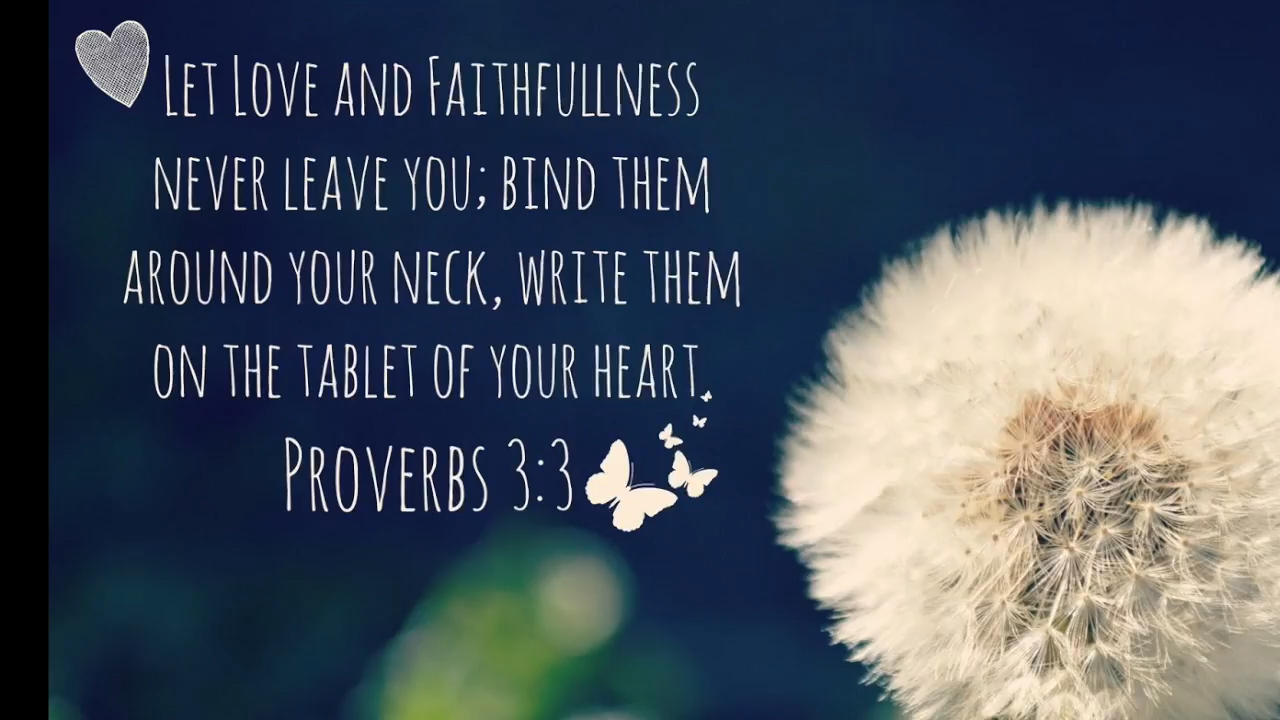 Let Love and Faithfullness
never leave you; bind them
around your neck, write them
on the tablet of your heart.
Proverbs 3:3